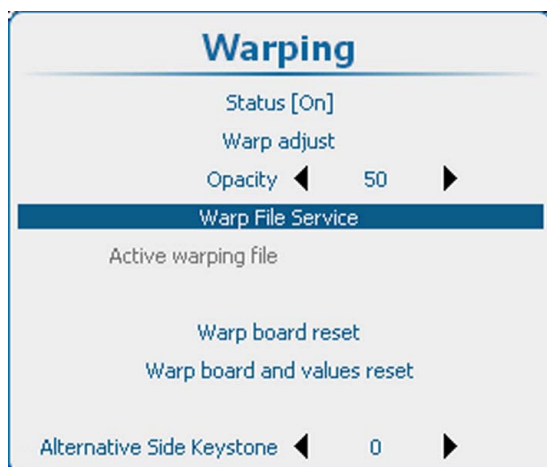 Warping
Status [On]
Warp adjust
Opacity 50
Warp File Service
Active warping file
Warp board reset
Warp board and values reset
Alternative Side Keystone 0